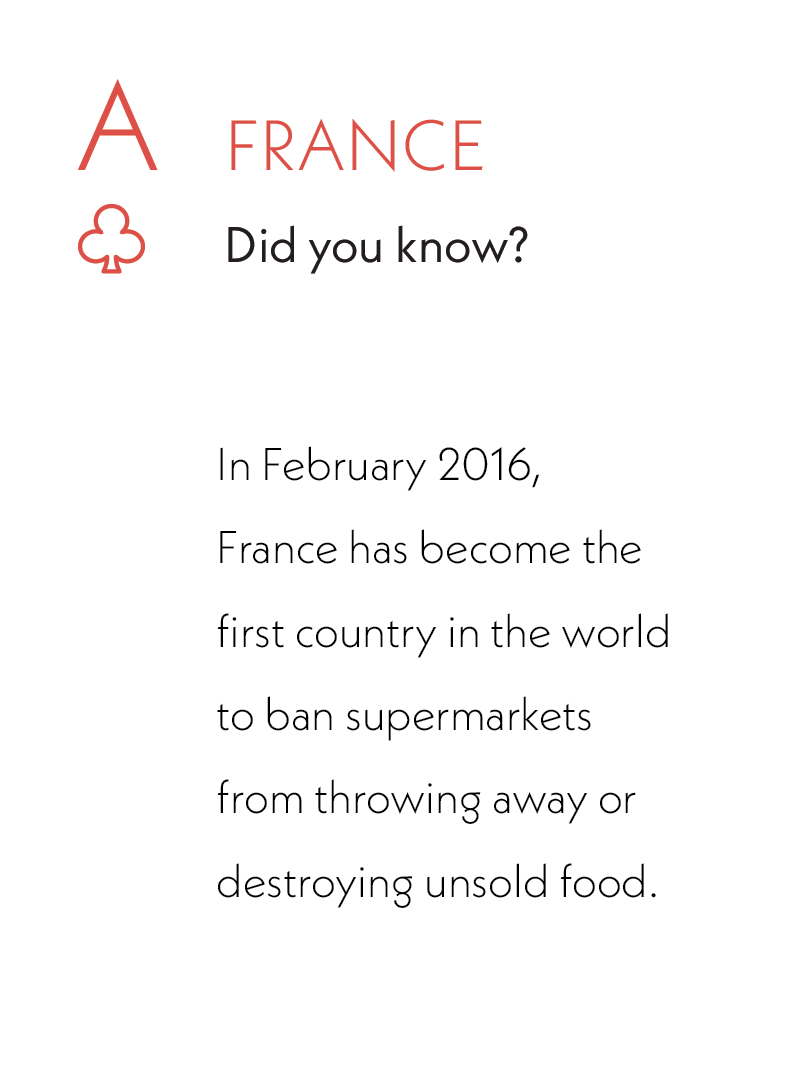 A FRANCE
Did you know?
In February 2016,
France has become the
first country in the world
to ban supermarkets
from throwing away or
destroying unsold food.